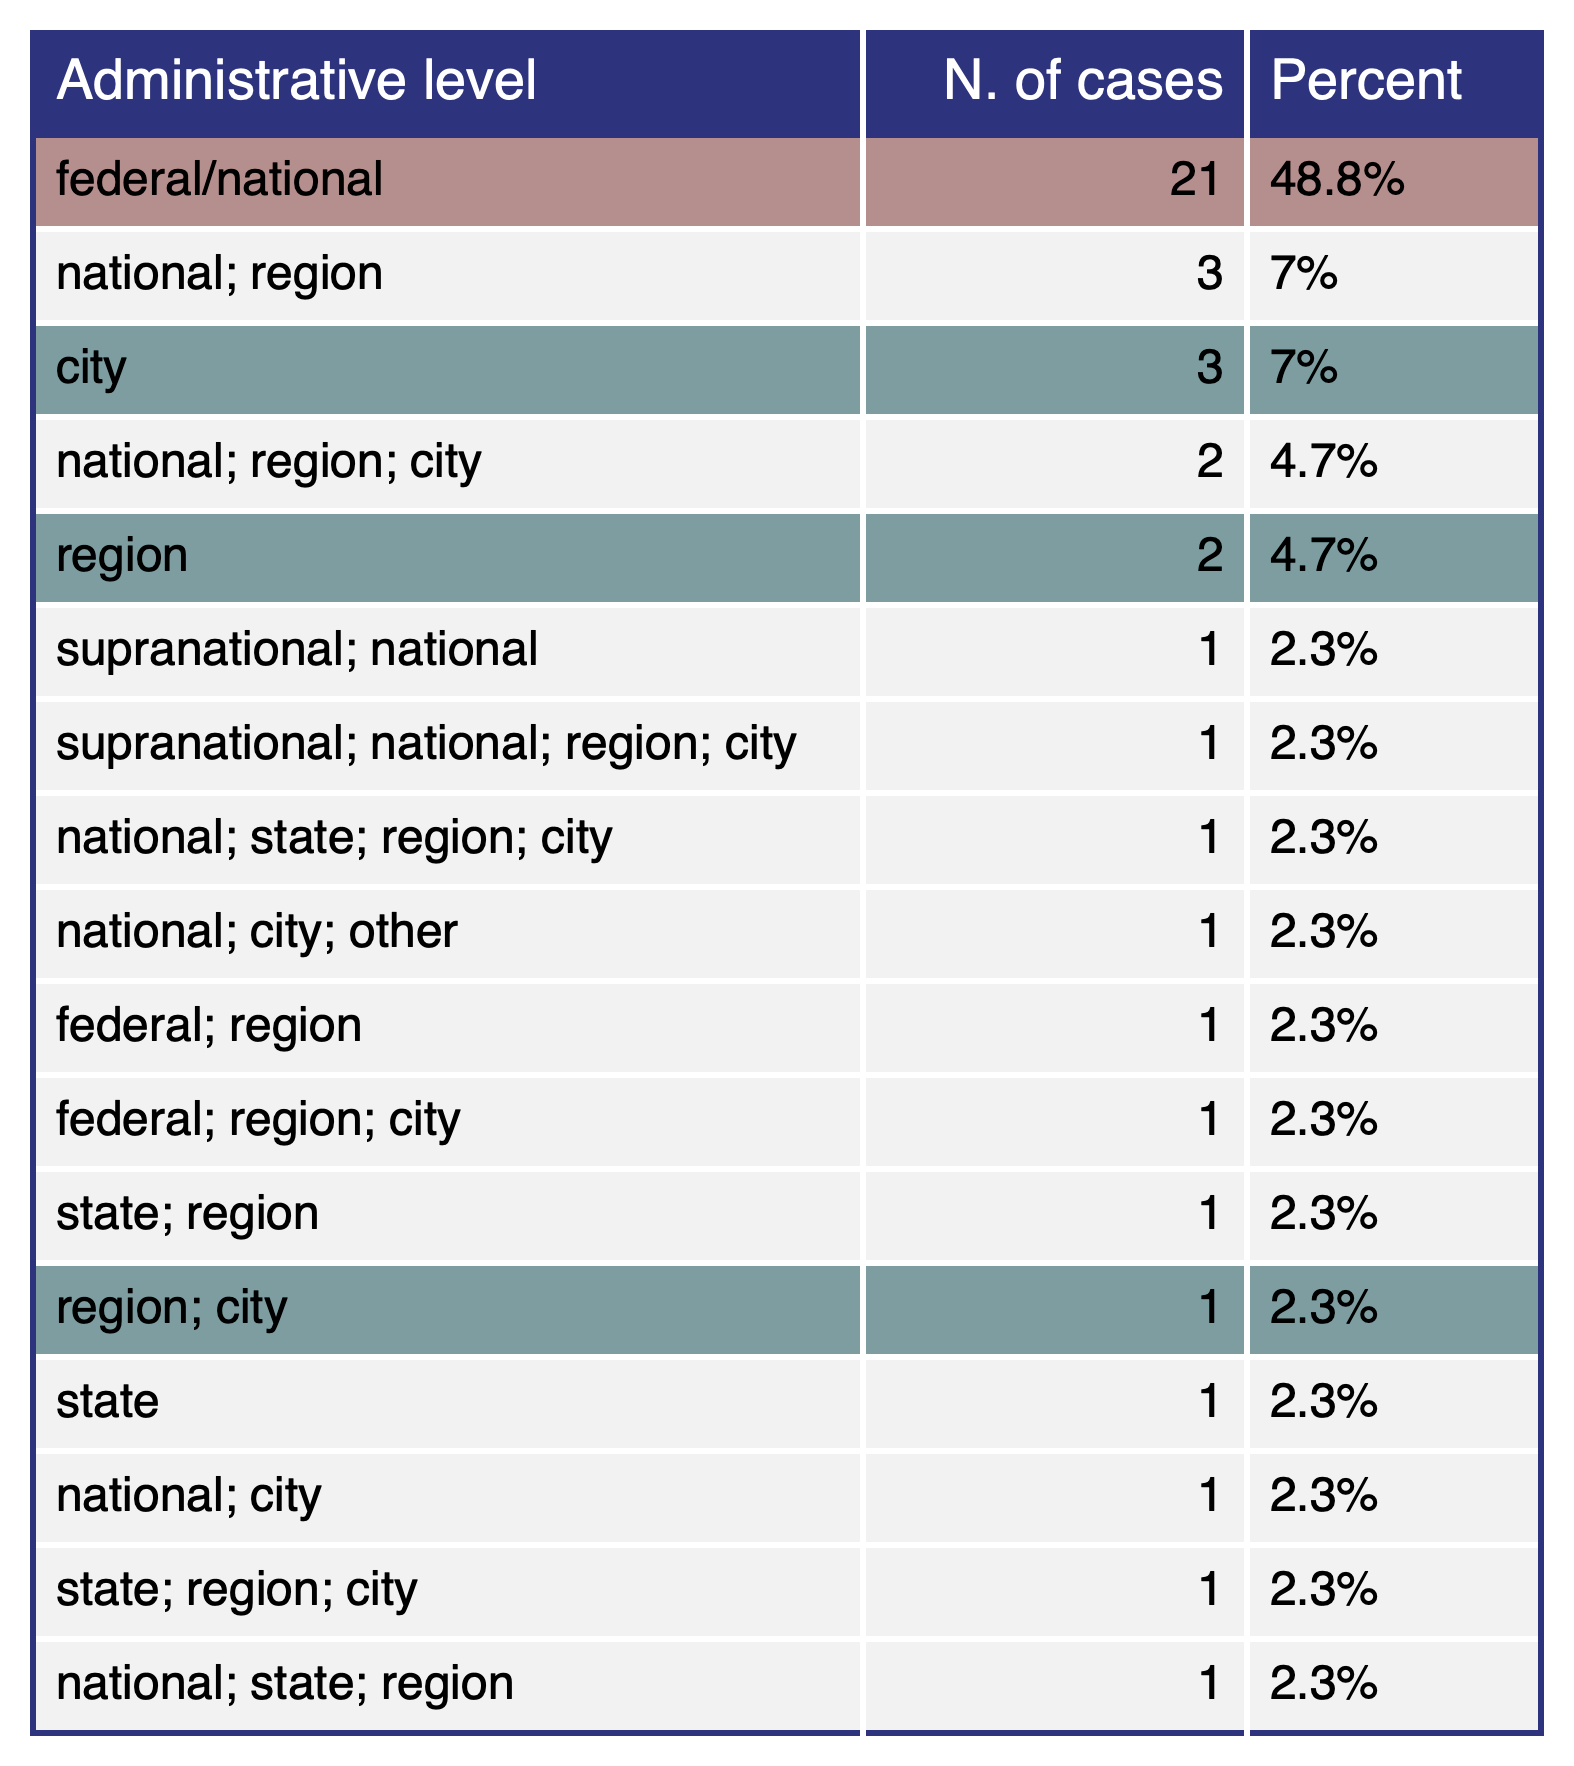 Administrative level N. of cases Percent
federal/national 21 48.8%
national; region 3 7%
city 3 7%
national; region; city 2 4.7%
region 2 4.7%
supranational; national 1 2.3%
supranational; national; region; city 1 2.3%
national; state; region; city 1 2.3%
national; city; other 1 2.3%
federal; region 1 2.3%
federal; region; city 1 2.3%
state; region 1 2.3%
region; city 1 2.3%
state 1 2.3%
national; city 1 2.3%
state; region; city 1 2.3%
national; state; region 1 2.3%